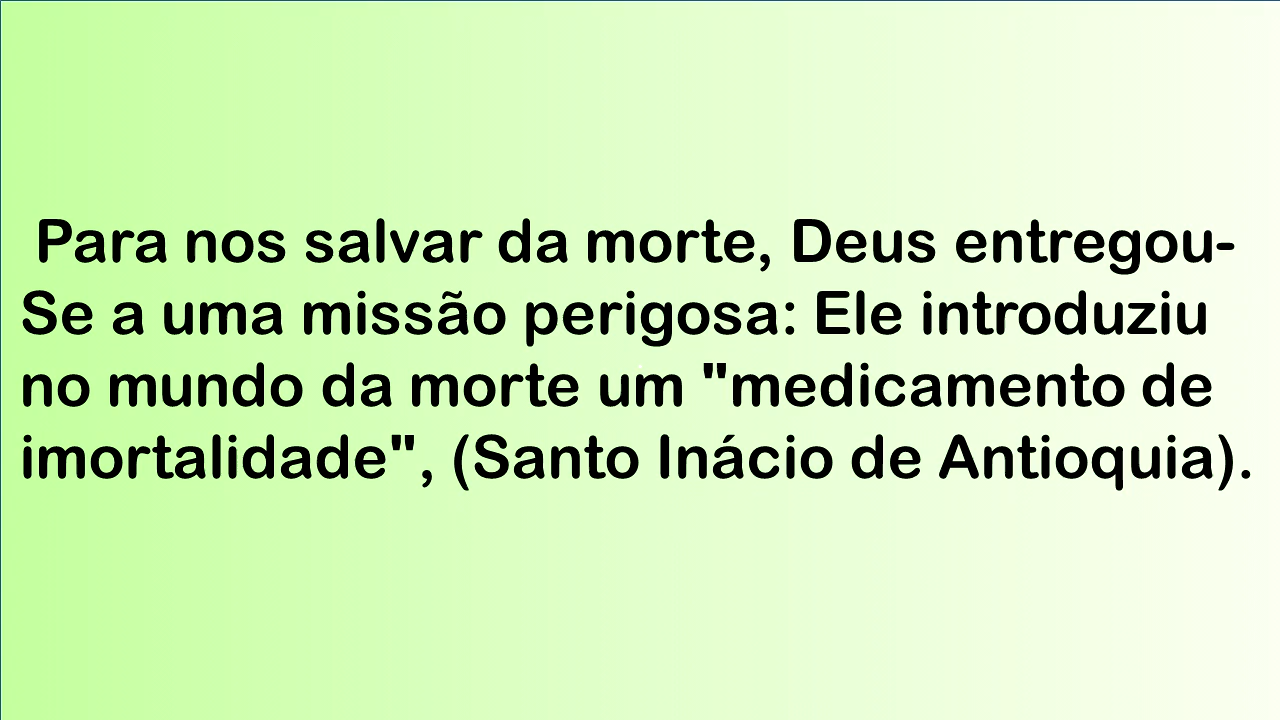 Para nos salvar da morte, Deus entregou-
Se a uma missão perigosa: Ele introduziu
no mundo da morte um "medicamento de
imortalidade", (Santo Inácio de Antioquia).